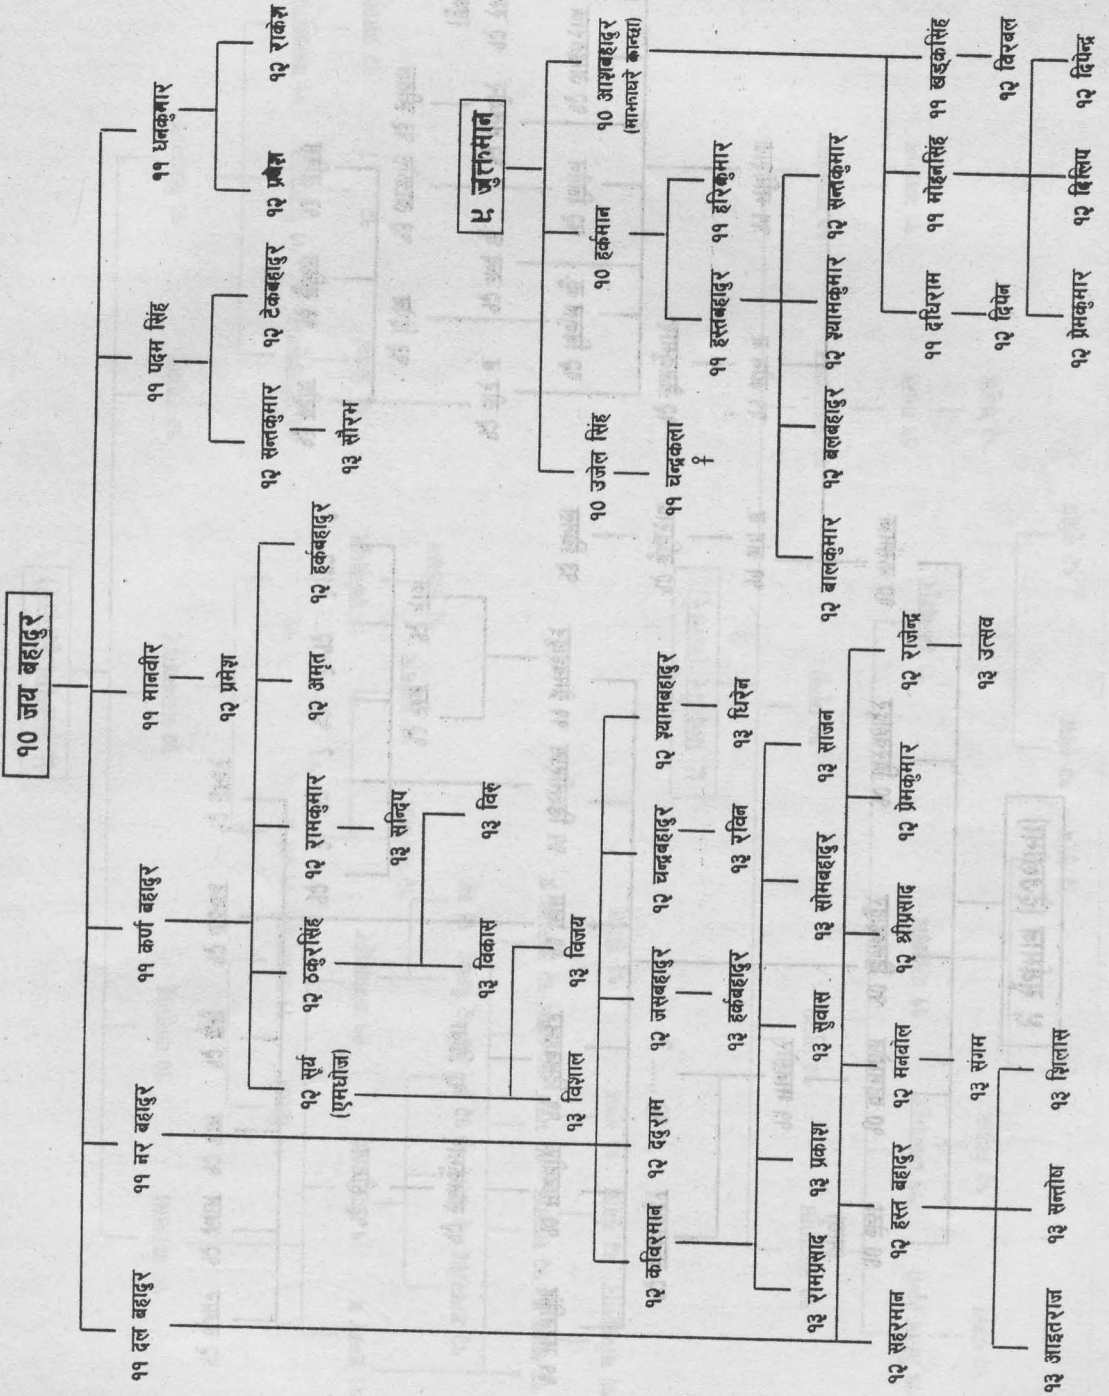 १० जय बहादुर
११ दल बहादुर
११ नर बहादुर
११ कर्ण बहादुर
११ मानवीर
११ पदम सिंह
११ धनकुमार
१२ प्रमेश
१२ सन्तकुमार
१२ टेकबहादुर
१२ प्रवेश
१२ राकेश
१३ सौरभ
१२ सूर्य
(एमधोज)
१२ ठकुरसिंह
१२ रामकुमार
१२ अमृत
१२ हर्कबहादुर
१३ सन्दिप
१३ विकास
१३ विरु
१३ विशाल
१३ विजय
१२ कविरमान
१२ ददुराम
१२ जसबहादुर
१२ चन्द्रबहादुर
१२ श्यामबहादुर
१३ हर्कबहादुर
१३ रविन
१३ धिरेन
१३ रामप्रसाद
१३ प्रकाश
१३ सुवास
१३ सोमबहादुर
१३ साजन
१२ सहरमान
१२ हस्त बहादुर
१२ मनबोल
१२ श्रीप्रसाद
१२ प्रेमकुमार
१२ राजेन्द्र
१३ संगम
१३ उत्सव
१३ आइतराज
१३ सन्तोष
१३ शिलास
९ जुक्तमान
१० उजेल सिंह
१० हर्कमान
१० आशबहादुर
(माझघरे कान्छा)
११ चन्द्रकला
♀
११ हस्तबहादुर
११ हरिकुमार
१२ बालकुमार
१२ बलबहादुर
१२ श्यामकुमार
१२ सन्तकुमार
११ दधिराम
११ मोहनसिंह
११ खड्कसिंह
१२ दिपेन
१२ विरबल
१२ प्रेमकुमार
१२ दिलिप
१२ दिपेन्द्र